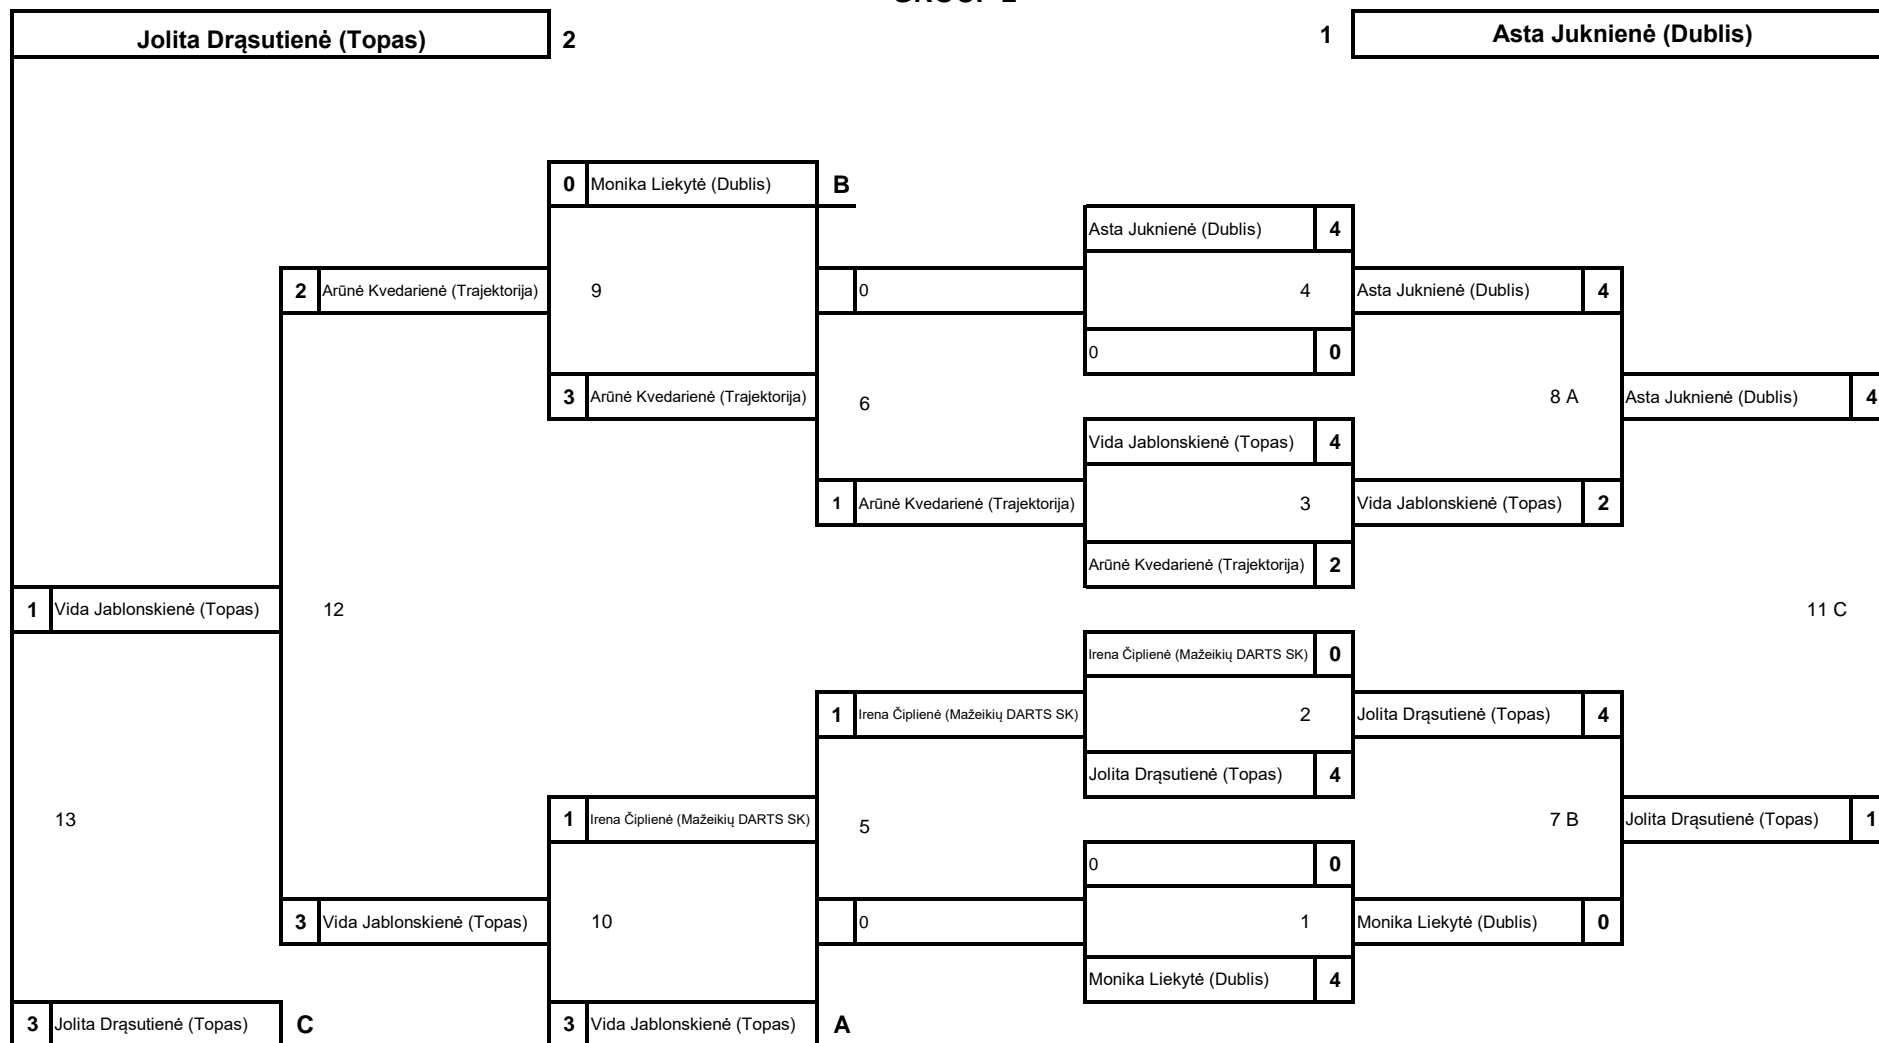 Jolita Drąsutienė (Topas) 2 1 Asta Juknienė (Dublis)
0 Monika Liekytė (Dublis) B
Asta Juknienė (Dublis) 4
2 Arūnė Kvedarienė (Trajektorija) 9 0 4 Asta Juknienė (Dublis) 4
0 0
3 Arūnė Kvedarienė (Trajektorija) 6 8 A Asta Juknienė (Dublis) 4
Vida Jablonskienė (Topas) 4
1 Arūnė Kvedarienė (Trajektorija) 3 Vida Jablonskienė (Topas) 2
Arūnė Kvedarienė (Trajektorija) 2
1 Vida Jablonskienė (Topas) 12 11 C
Irena Čiplienė (Mažeikių DARTS SK) 0
1 Irena Čiplienė (Mažeikių DARTS SK) 2 Jolita Drąsutienė (Topas) 4
Jolita Drąsutienė (Topas) 4
13 1 Irena Čiplienė (Mažeikių DARTS SK) 5 7 B Jolita Drąsutienė (Topas) 1
0 0
3 Vida Jablonskienė (Topas) 10 0 1 Monika Liekytė (Dublis) 0
Monika Liekytė (Dublis) 4
3 Jolita Drąsutienė (Topas) C 3 Vida Jablonskienė (Topas) A